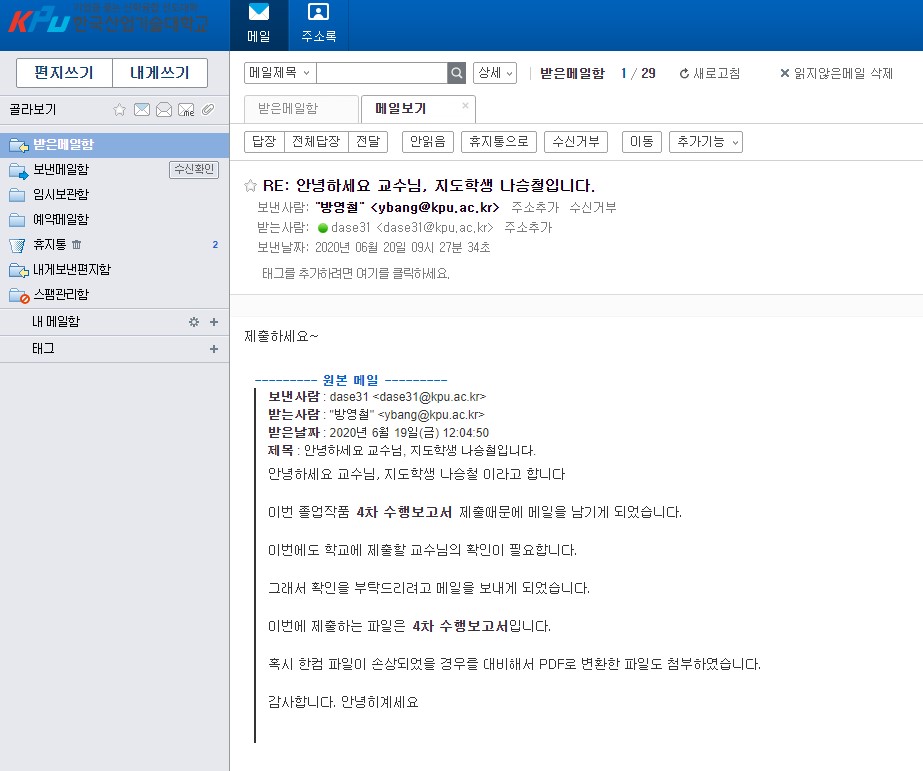 KPU 한국산업기술대학교
메일
주소록
편지쓰기
내게쓰기
골라보기
me
받은메일함
보낸메일함
수신확인
임시보관함
예약메일함
휴지통
2
내게보낸편지함
스팸관리함
내 메일함
태그
메일제목
상세
받은메일함 1 / 29
새로고침
읽지않은메일 삭제
받은메일함
메일보기
답장 전체답장 전달 안읽음 휴지통으로 수신거부 이동 추가기능
RE: 안녕하세요 교수님, 지도학생 나승철입니다.
보낸사람: "방영철" <ybang@kpu.ac.kr> 주소추가 수신거부
받는사람: dase31 <dase31@kpu.ac.kr> 주소추가
보낸날짜: 2020년 06월 20일 09시 27분 34초
태그를 추가하려면 여기를 클릭하세요.
제출하세요~
--------- 원본 메일 ---------
보낸사람 : dase31 <dase31@kpu.ac.kr>
받는사람 : "방영철" <ybang@kpu.ac.kr>
받은날짜 : 2020년 6월 19일(금) 12:04:50
제목 : 안녕하세요 교수님, 지도학생 나승철입니다.
안녕하세요 교수님, 지도학생 나승철 이라고 합니다
이번 졸업작품 4차 수행보고서 제출때문에 메일을 남기게 되었습니다.
이번에도 학교에 제출할 교수님의 확인이 필요합니다.
그래서 확인을 부탁드리려고 메일을 보내게 되었습니다.
이번에 제출하는 파일은 4차 수행보고서입니다.
혹시 한컴 파일이 손상되었을 경우를 대비해서 PDF로 변환한 파일도 첨부하였습니다.
감사합니다. 안녕히계세요